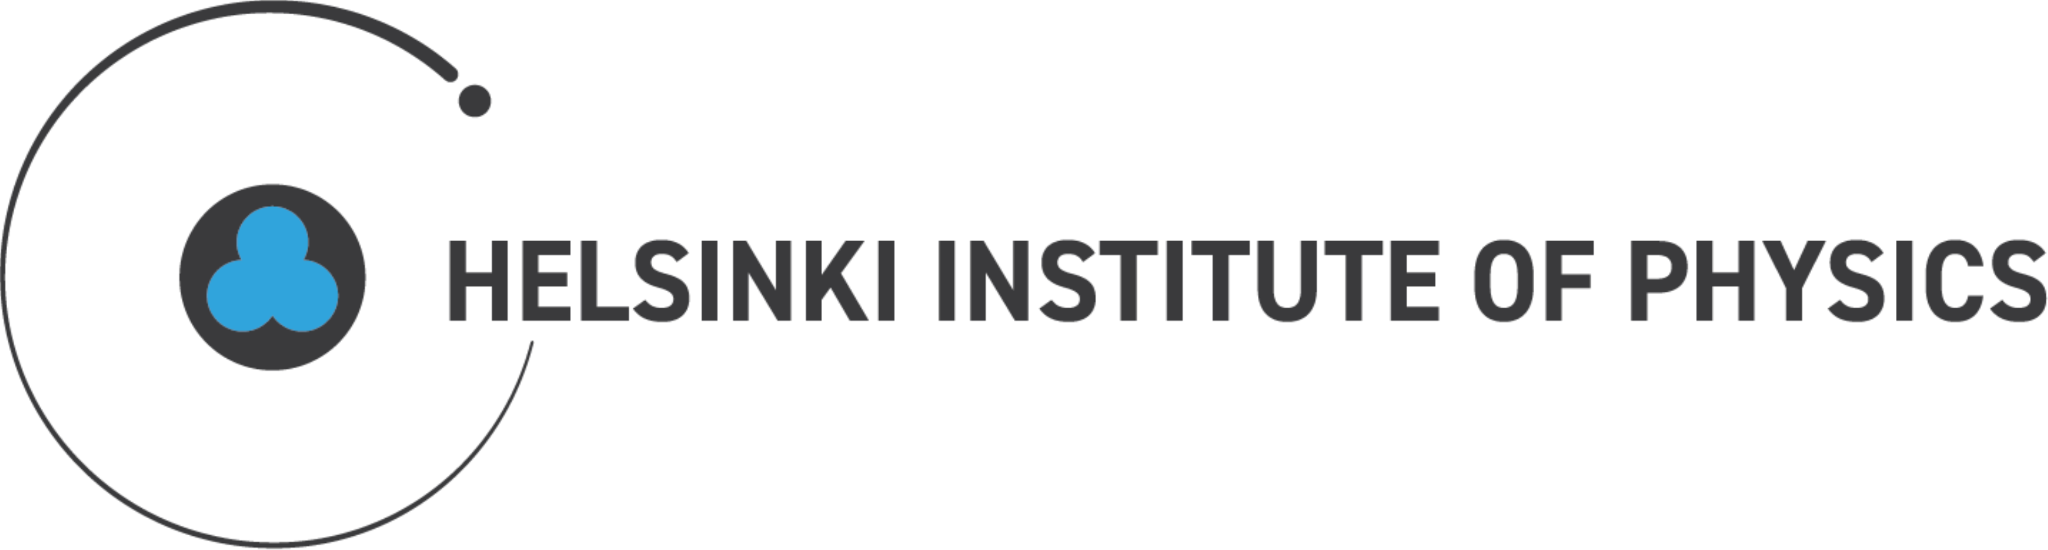 HELSINKI INSTITUTE OF PHYSICS